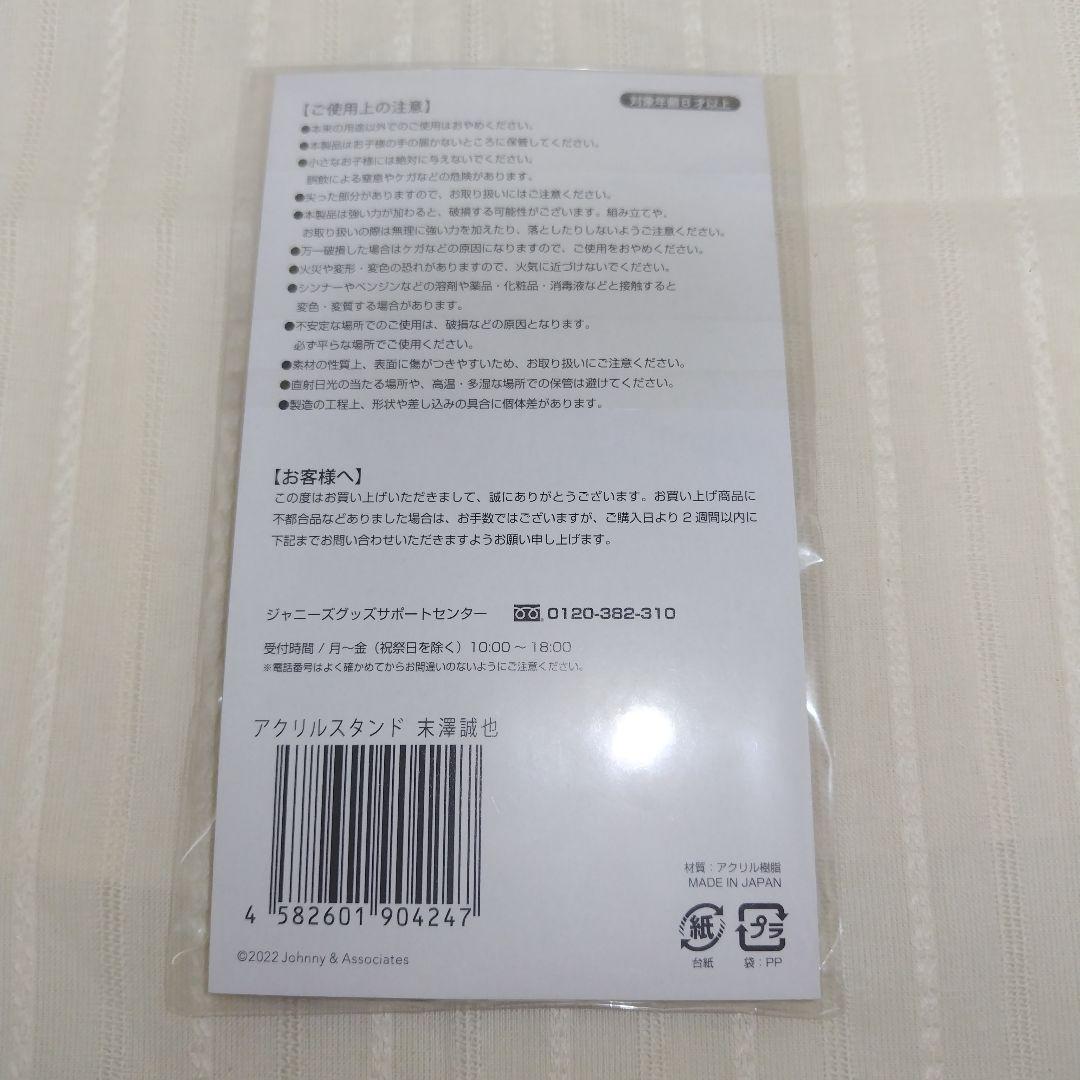 【ご使用上の注意】
対象年齢8才以上
●本来の用途以外でのご使用はおやめください。
●本製品はお子様の手の届かないところに保管してください。
●小さなお子様には絶対に与えないでください。
誤飲による窒息やケガなどの危険があります。
●尖った部分がありますので、お取り扱いにはご注意ください。
●本製品は強い力が加わると、破損する可能性がございます。組み立てや、
お取り扱いの際は無理に強い力を加えたり、落としたりしないようご注意ください。
●万一破損した場合はケガなどの原因になりますので、ご使用をおやめください。
●火災や変形・変色の恐れがありますので、火気に近づけないでください。
●シンナーやベンジンなどの溶剤や薬品・化粧品・消毒液などと接触すると
変色・変質する場合があります。
●不安定な場所でのご使用は、破損などの原因となります。
必ず平らな場所でご使用ください。
●素材の性質上、表面に傷がつきやすいため、お取り扱いにご注意ください。
●直射日光の当たる場所や、高温・多湿な場所での保管は避けてください。
●製造の工程上、形状や差し込みの具合に個体差があります。
【お客様へ】
この度はお買い上げいただきまして、誠にありがとうございます。お買い上げ商品に
不都合品などありました場合は、お手数ではございますが、ご購入日より2週間以内に
下記までお問い合わせいただきますようお願い申し上げます。
ジャニーズグッズサポートセンター 0120-382-310
受付時間 / 月〜金（祝祭日を除く）10:00 〜 18:00
※電話番号はよく確かめてからお間違いのないようにご注意ください。
アクリルスタンド 末澤誠也
4 582601 904247
©2022 Johnny & Associates
材質：アクリル樹脂
MADE IN JAPAN
紙 プラ
台紙 袋：PP